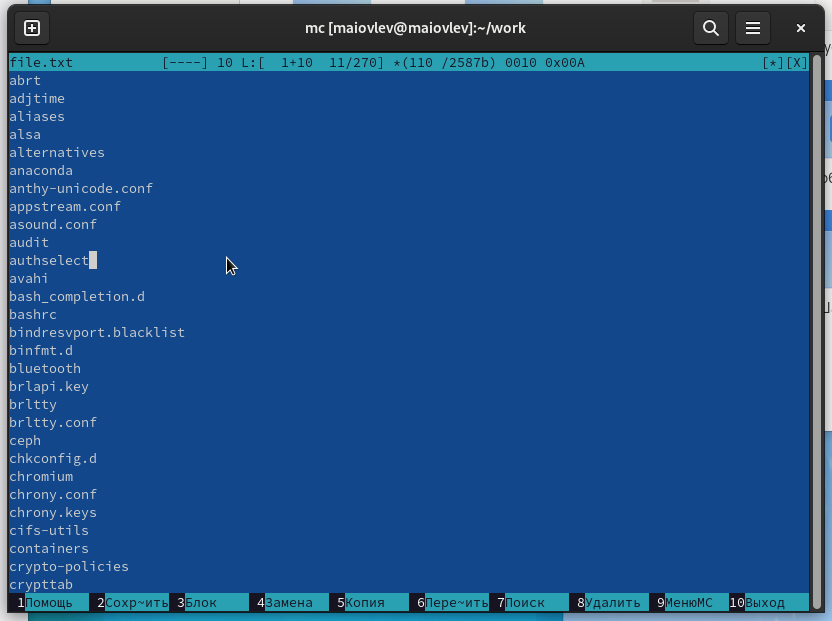 mc [maiovlev@maiovlev]:~/work
file.txt [----] 10 L:[ 1+10 11/270] *(110 /2587b) 0010 0x00A [*][X]
abrt
adjtime
aliases
alsa
alternatives
anaconda
anthy-unicode.conf
appstream.conf
asound.conf
audit
authselect
avahi
bash_completion.d
bashrc
bindresvport.blacklist
binfmt.d
bluetooth
brlapi.key
brltty
brltty.conf
ceph
chkconfig.d
chromium
chrony.conf
chrony.keys
cifs-utils
containers
crypto-policies
crypttab
1Помощь 2Сохр~ить 3Блок 4Замена 5Копия 6Пере~ить 7Поиск 8Удалить 9МенюМС 10Выход